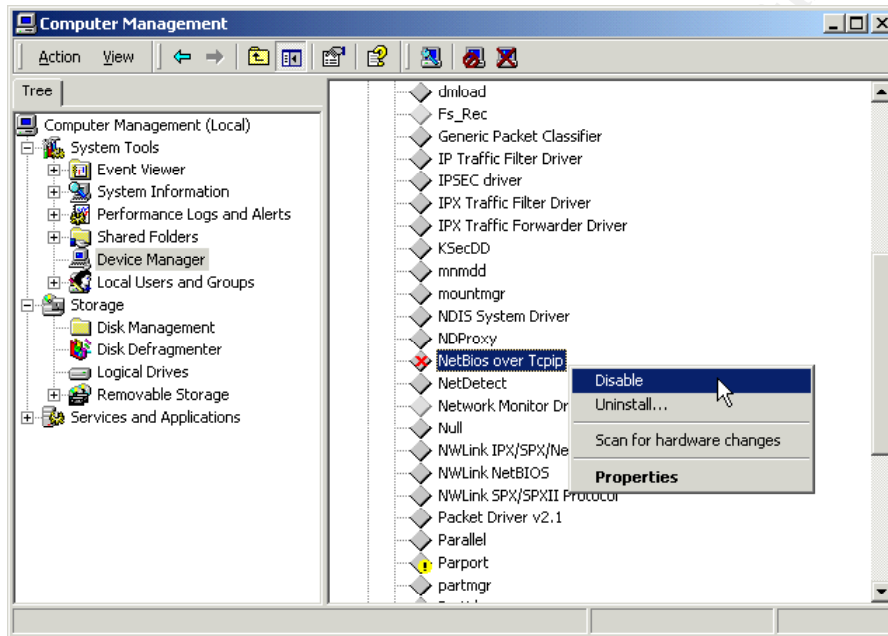 Computer Management
Action View
Tree
Computer Management (Local)
System Tools
Event Viewer
System Information
Performance Logs and Alerts
Shared Folders
Device Manager
Local Users and Groups
Storage
Disk Management
Disk Defragmenter
Logical Drives
Removable Storage
Services and Applications
dmload
Fs_Rec
Generic Packet Classifier
IP Traffic Filter Driver
IPSEC driver
IPX Traffic Filter Driver
IPX Traffic Forwarder Driver
KSecDD
mnmdd
mountmgr
NDIS System Driver
NDProxy
NetBios over Tcpip
NetDetect
Network Monitor Dr
Null
NWLink IPX/SPX/Ne
NWLink NetBIOS
NWLink SPX/SPXII Protocol
Packet Driver v2.1
Parallel
Parport
partmgr
Disable
Uninstall...
Scan for hardware changes
Properties